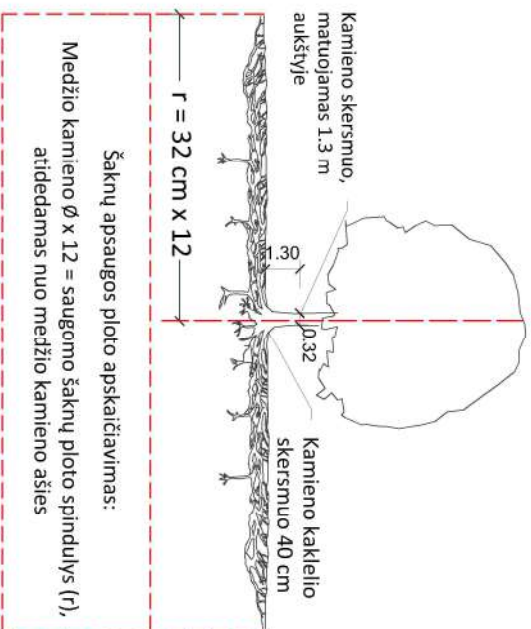 Kamieno skersmuo,
matuojamas 1.3 m
aukštyje
1.30
0.32
Kamieno kaklelio
skersmuo 40 cm
r = 32 cm x 12
Šaknų apsaugos ploto apskaičiavimas:
Medžio kamieno Ø x 12 = saugomo šaknų ploto spindulys (r),
atidedamas nuo medžio kamieno ašies